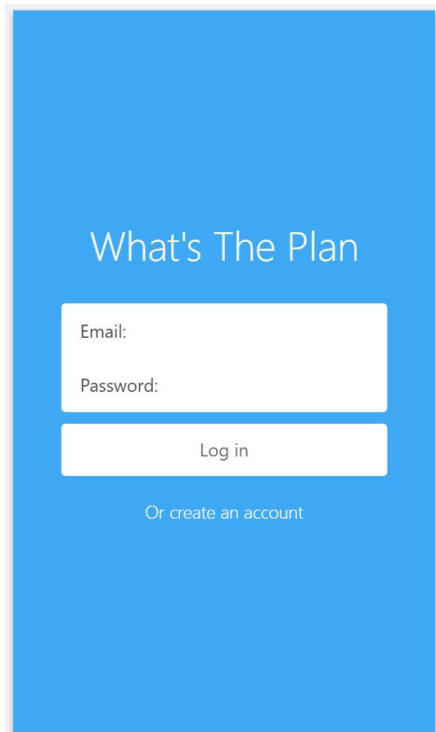 What's The Plan
Email:
Password:
Log in
Or create an account